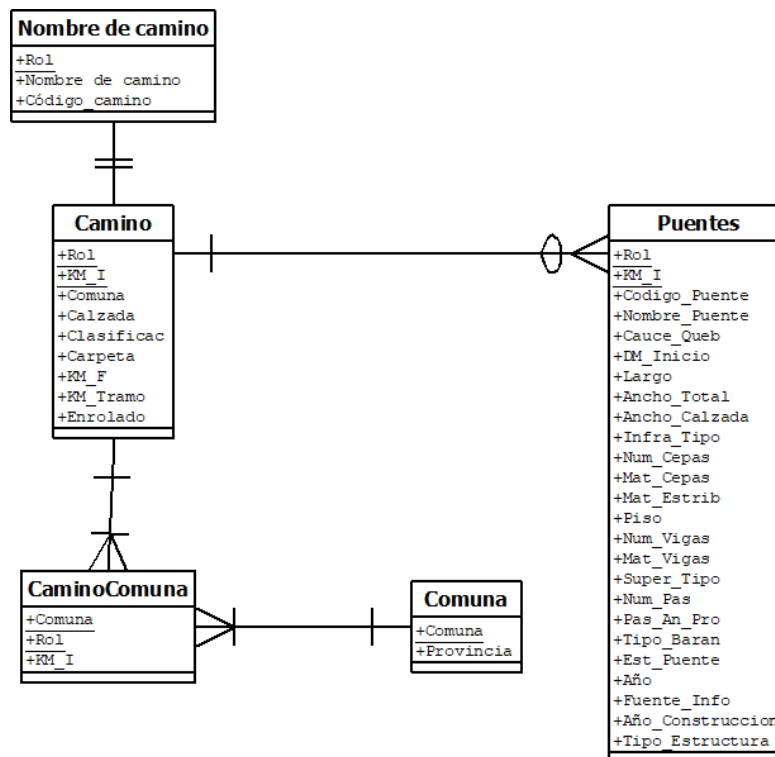 Nombre de camino
+Rol
+Nombre de camino
+Código_camino
Camino
+Rol
+KM_I
+Comuna
+Calzada
+Clasificac
+Carpeta
+KM_F
+KM_Tramo
+Enrolado
Puentes
+Rol
+KM_I
+Codigo_Puente
+Nombre_Puente
+Cauce_Queb
+DM_Inicio
+Largo
+Ancho_Total
+Ancho_Calzada
+Infra_Tipo
+Num_Cepas
+Mat_Cepas
+Mat_Estrib
+Piso
+Num_Vigas
+Mat_Vigas
+Super_Tipo
+Num_Pas
+Pas_An_Pro
+Tipo_Baran
+Est_Puente
+Año
+Fuente_Info
+Año_Construccion
+Tipo_Estructura
CaminoComuna
+Comuna
+Rol
+KM_I
Comuna
+Comuna
+Provincia